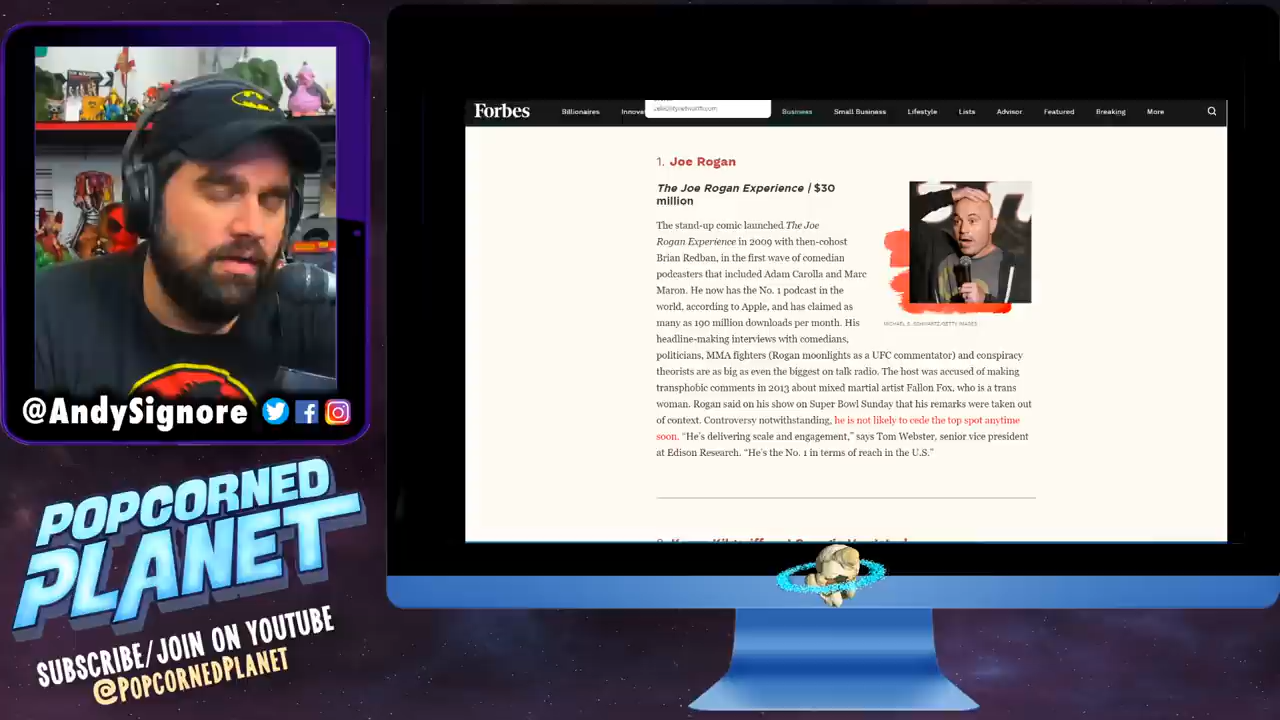 @AndySignore
POPCORNED
PLANET
SUBSCRIBE/JOIN ON YOUTUBE
@POPCORNEDPLANET
Forbes
Billionaires
Innova
celebritynetworth.com
Business
Small Business
Lifestyle
Lists
Advisor
Featured
Breaking
More
1. Joe Rogan
The Joe Rogan Experience | $30
million
The stand-up comic launched The Joe
Rogan Experience in 2009 with then-cohost
Brian Redban, in the first wave of comedian
podcasters that included Adam Carolla and Marc
Maron. He now has the No. 1 podcast in the
world, according to Apple, and has claimed as
many as 190 million downloads per month. His
headline-making interviews with comedians,
politicians, MMA fighters (Rogan moonlights as a UFC commentator) and conspiracy
theorists are as big as even the biggest on talk radio. The host was accused of making
transphobic comments in 2013 about mixed martial artist Fallon Fox, who is a trans
woman. Rogan said on his show on Super Bowl Sunday that his remarks were taken out
of context. Controversy notwithstanding, he is not likely to cede the top spot anytime
soon. “He’s delivering scale and engagement,” says Tom Webster, senior vice president
at Edison Research. “He’s the No. 1 in terms of reach in the U.S.”
MICHAEL S. SCHWARTZ/GETTY IMAGES